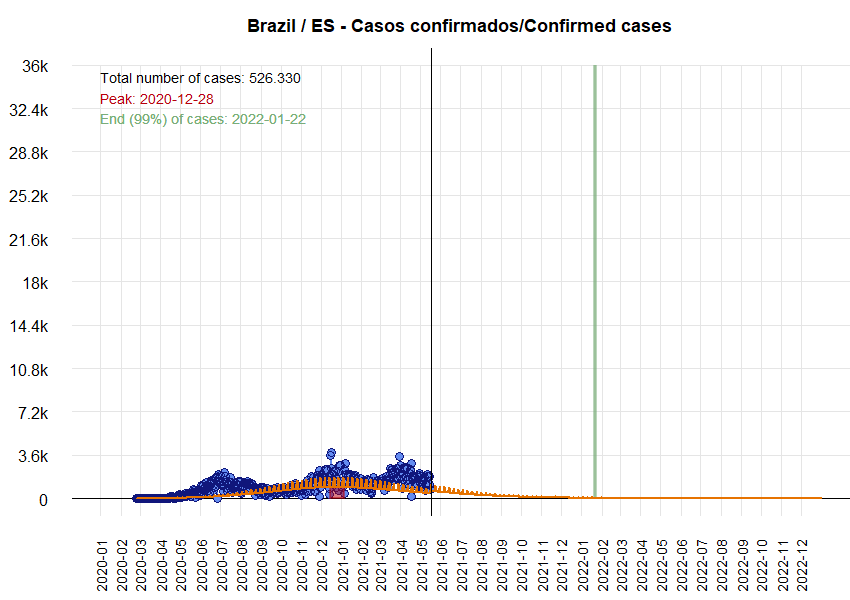 Brazil / ES - Casos confirmados/Confirmed cases
36k
32.4k
28.8k
25.2k
21.6k
18k
14.4k
10.8k
7.2k
3.6k
0
Total number of cases: 526.330
Peak: 2020-12-28
End (99%) of cases: 2022-01-22
2020-01
2020-02
2020-03
2020-04
2020-05
2020-06
2020-07
2020-08
2020-09
2020-10
2020-11
2020-12
2021-01
2021-02
2021-03
2021-04
2021-05
2021-06
2021-07
2021-08
2021-09
2021-10
2021-11
2021-12
2022-01
2022-02
2022-03
2022-04
2022-05
2022-06
2022-07
2022-08
2022-09
2022-10
2022-11
2022-12